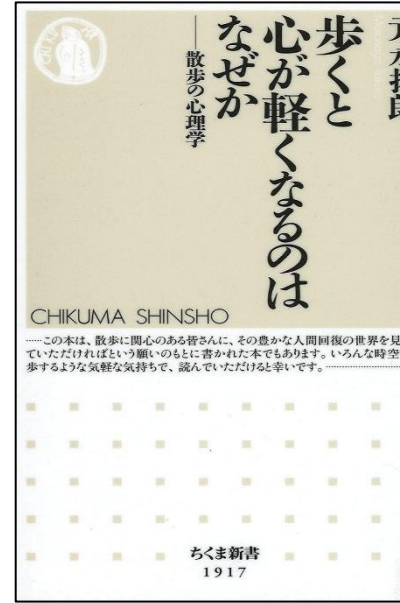 歩くと
心が軽くなるのは
なぜか
──散歩の心理学
CHIKUMA SHINSHO
……この本は、散歩に関心のある皆さんに、その豊かな人間回復の世界を見
ていただければという願いのもとに書かれた本でもあります。いろんな時空
歩するような気軽な気持ちで、読んでいただけると幸いです。
ちくま新書
1917